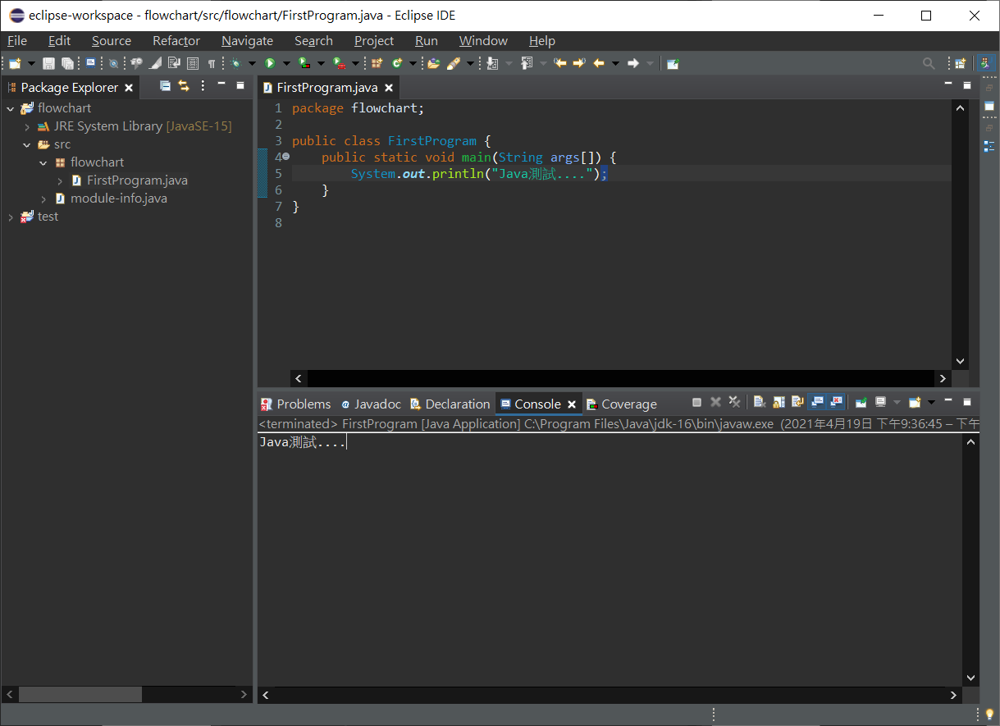 eclipse-workspace - flowchart/src/flowchart/FirstProgram.java - Eclipse IDE
File Edit Source Refactor Navigate Search Project Run Window Help
Package Explorer
flowchart
JRE System Library [JavaSE-15]
src
flowchart
FirstProgram.java
module-info.java
test
FirstProgram.java
1 package flowchart;
2
3 public class FirstProgram {
4 public static void main(String args[]) {
5 System.out.println("Java測試....");
6 }
7 }
8
Problems @ Javadoc Declaration Console Coverage
<terminated> FirstProgram [Java Application] C:\Program Files\Java\jdk-16\bin\javaw.exe (2021年4月19日 下午9:36:45 – 下午
Java測試....